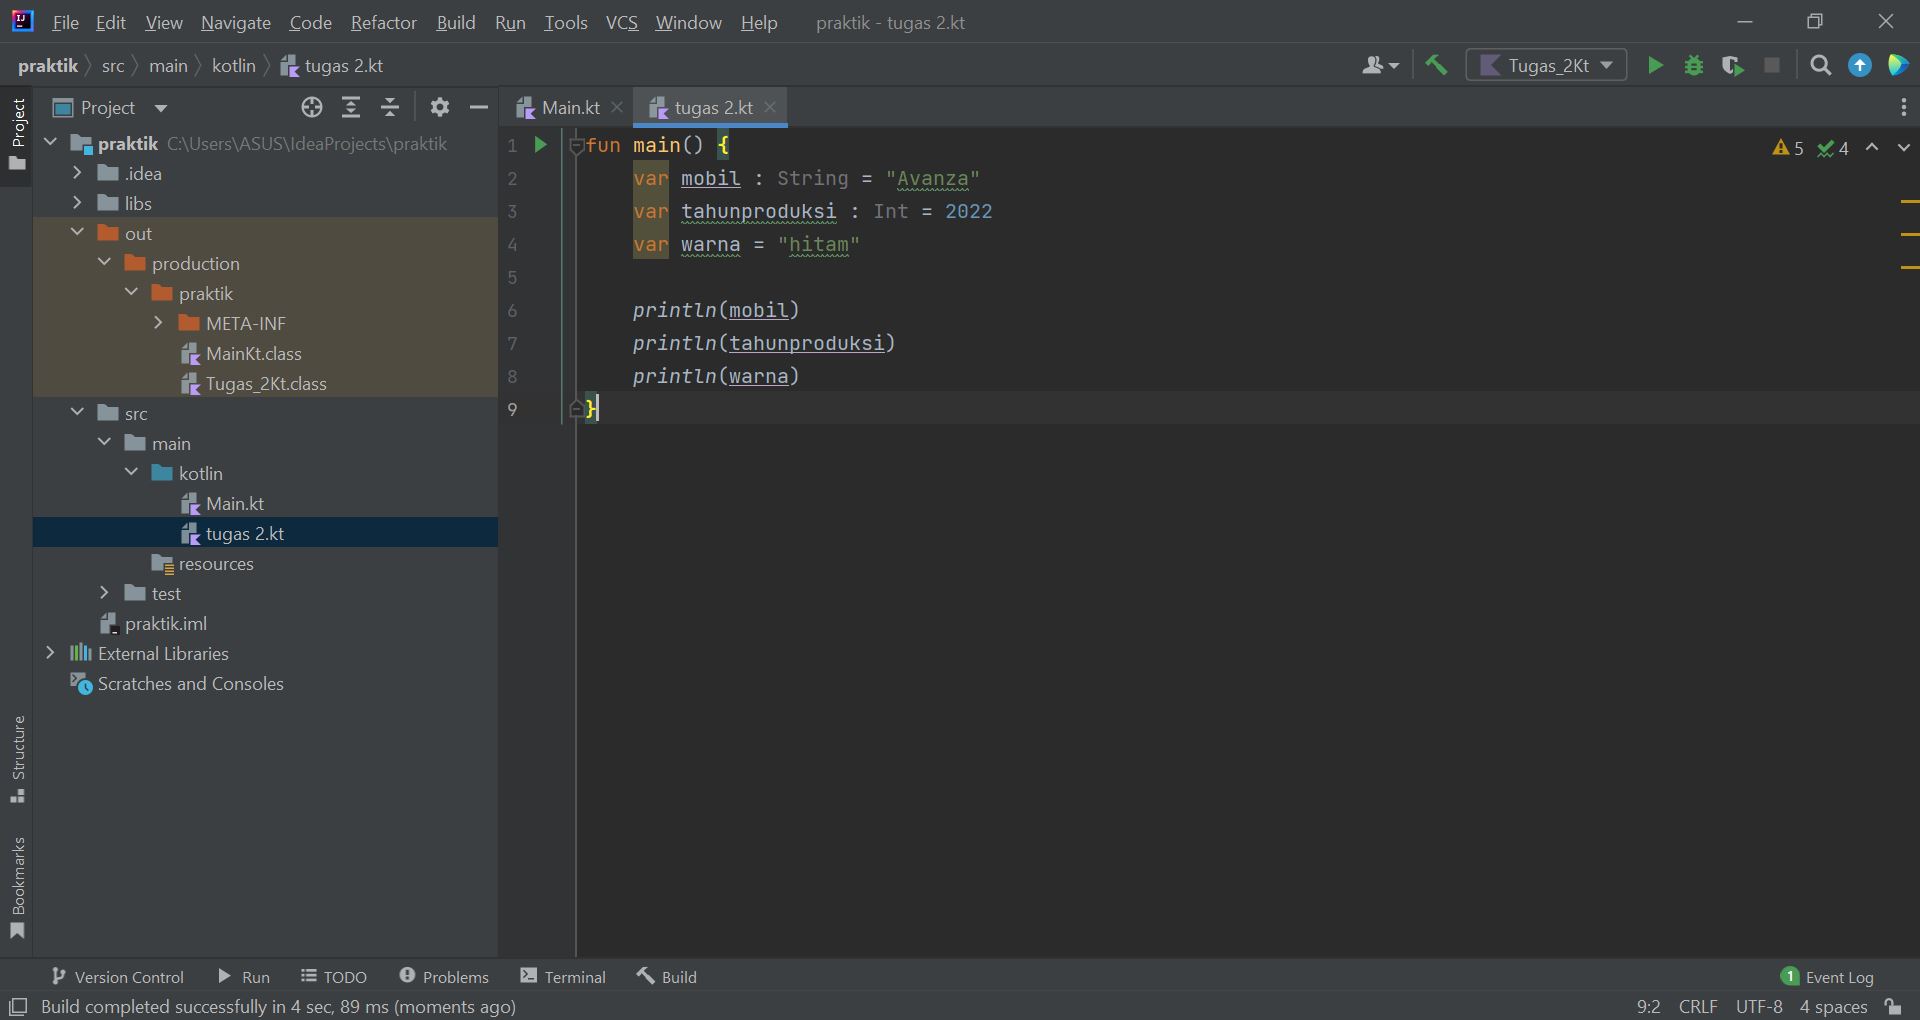 File Edit View Navigate Code Refactor Build Run Tools VCS Window Help praktik - tugas 2.kt
praktik src main kotlin tugas 2.kt Tugas_2Kt
Project
Project
Main.kt tugas 2.kt
praktik C:\Users\ASUS\IdeaProjects\praktik
.idea
libs
out
production
praktik
META-INF
MainKt.class
Tugas_2Kt.class
src
main
kotlin
Main.kt
tugas 2.kt
resources
test
praktik.iml
External Libraries
Scratches and Consoles
Structure
Bookmarks
1 fun main() {
2 var mobil : String = "Avanza"
3 var tahunproduksi : Int = 2022
4 var warna = "hitam"
5
6 println(mobil)
7 println(tahunproduksi)
8 println(warna)
9 }
5 4
Version Control Run TODO Problems Terminal Build 1 Event Log
Build completed successfully in 4 sec, 89 ms (moments ago) 9:2 CRLF UTF-8 4 spaces